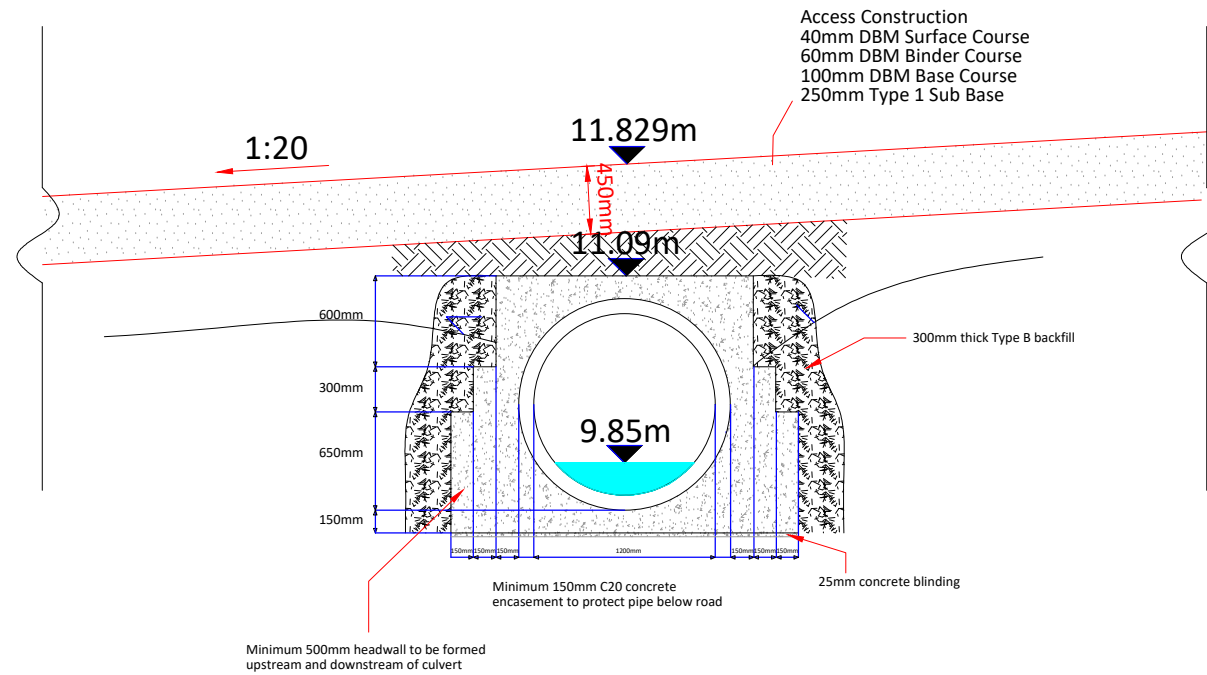 Access Construction
40mm DBM Surface Course
60mm DBM Binder Course
100mm DBM Base Course
250mm Type 1 Sub Base
11.829m
1:20
450mm
11.09m
600mm
300mm thick Type B backfill
300mm
9.85m
650mm
150mm
150mm 150mm 150mm 1200mm 150mm 150mm 150mm
25mm concrete blinding
Minimum 150mm C20 concrete
encasement to protect pipe below road
Minimum 500mm headwall to be formed
upstream and downstream of culvert